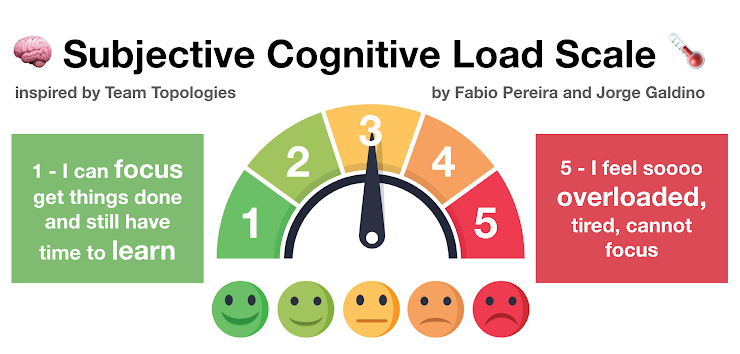 Subjective Cognitive Load Scale
inspired by Team Topologies
by Fabio Pereira and Jorge Galdino
1 - I can focus
get things done
and still have
time to learn
1
2
3
4
5
5 - I feel soooo
overloaded,
tired, cannot
focus